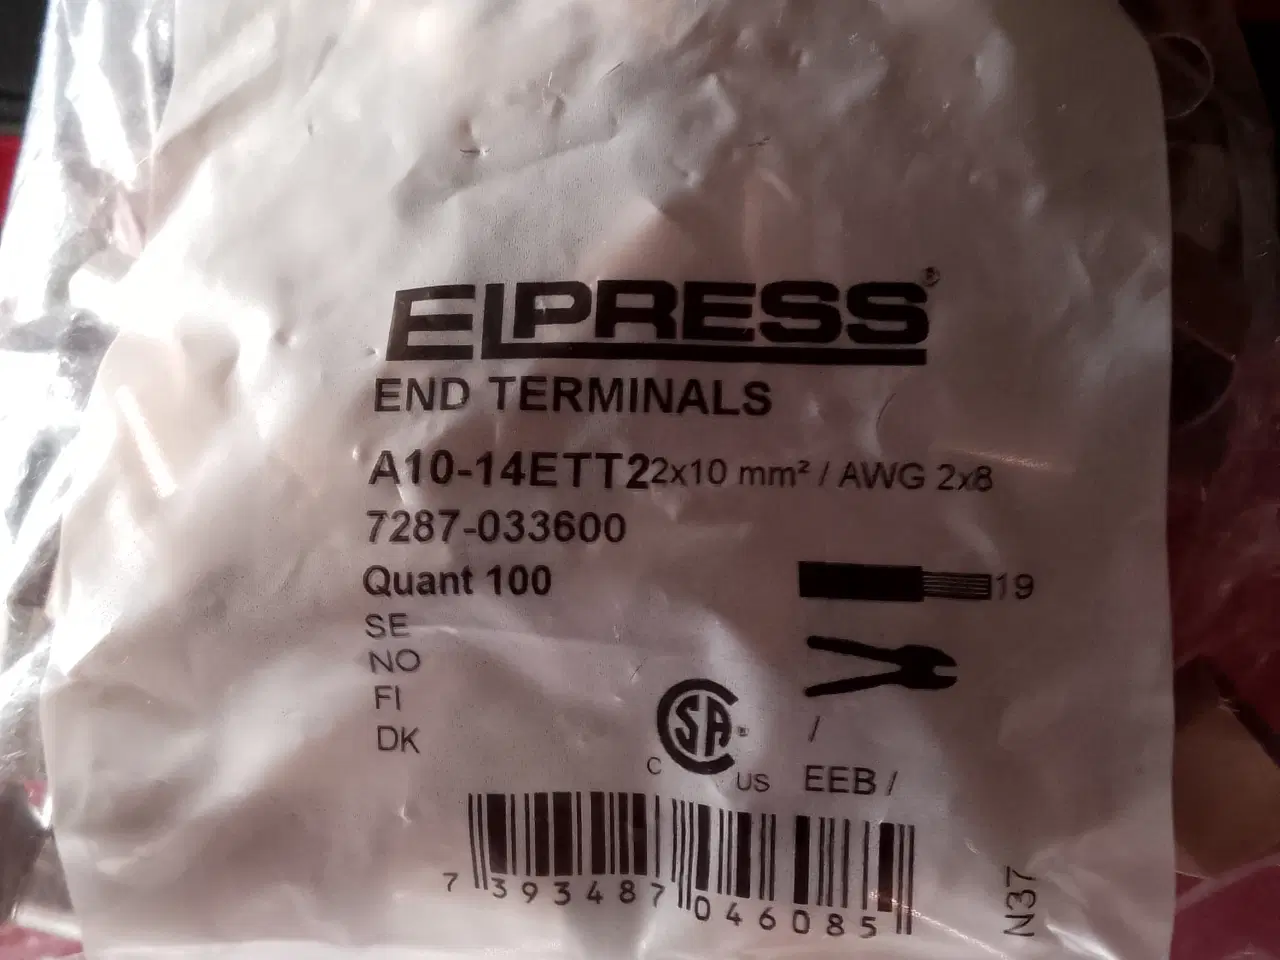 ELPRESS®
END TERMINALS
A10-14ETT2 2x10 mm² / AWG 2x8
7287-033600
Quant 100
19
SE
NO
FI
DK
/
CSA®
C US
EEB /
7 393487 046085
N37